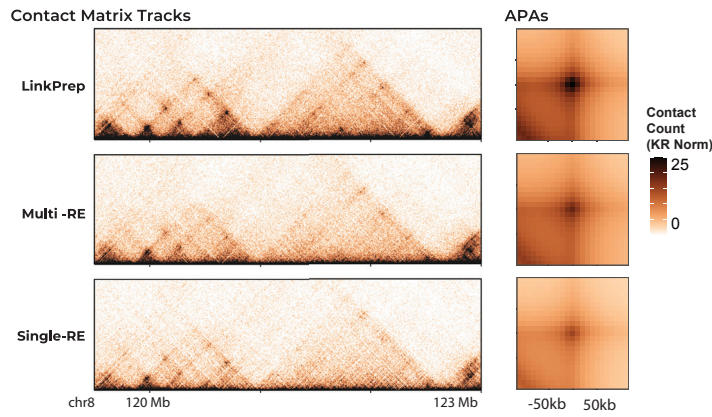 Contact Matrix Tracks
APAs
LinkPrep
Multi -RE
Single-RE
Contact
Count
(KR Norm)
25
0
chr8
120 Mb
123 Mb
-50kb
50kb